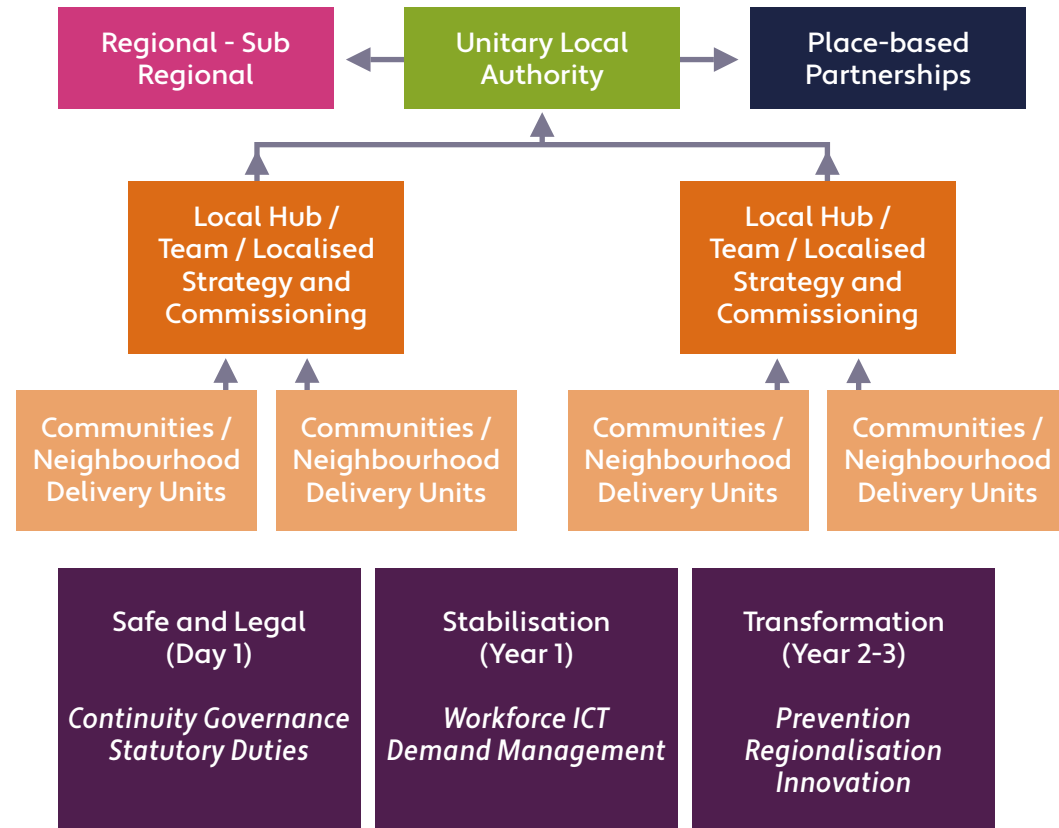 Regional - Sub
Regional
Unitary Local
Authority
Place-based
Partnerships
Local Hub /
Team / Localised
Strategy and
Commissioning
Local Hub /
Team / Localised
Strategy and
Commissioning
Communities /
Neighbourhood
Delivery Units
Communities /
Neighbourhood
Delivery Units
Communities /
Neighbourhood
Delivery Units
Communities /
Neighbourhood
Delivery Units
Safe and Legal
(Day 1)
Continuity Governance
Statutory Duties
Stabilisation
(Year 1)
Workforce ICT
Demand Management
Transformation
(Year 2-3)
Prevention
Regionalisation
Innovation